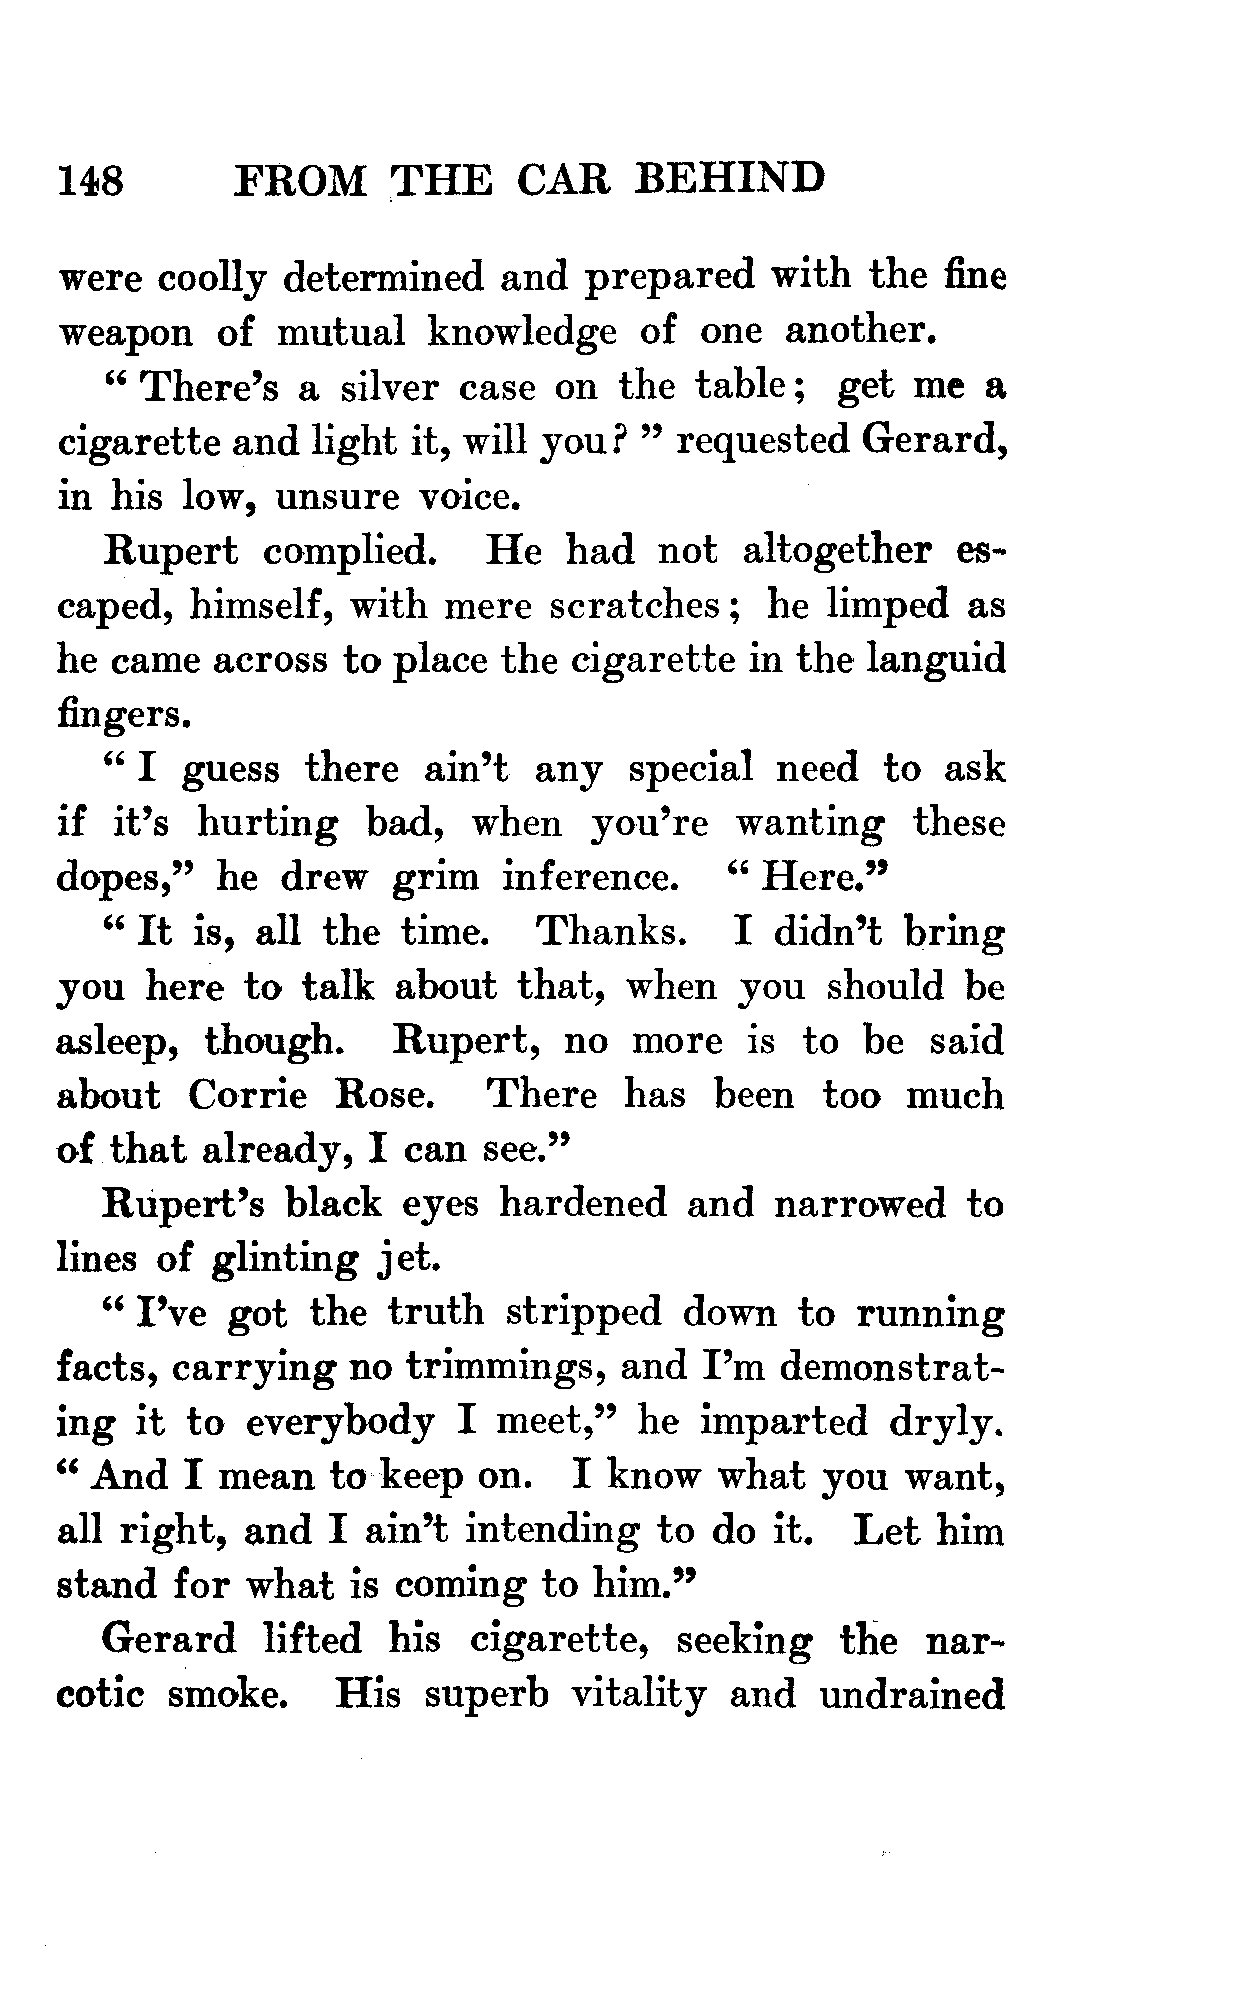 148 FROM THE CAR BEHIND
were coolly determined and prepared with the fine
weapon of mutual knowledge of one another.
“ There’s a silver case on the table; get me a
cigarette and light it, will you? ” requested Gerard,
in his low, unsure voice.
Rupert complied. He had not altogether es-
caped, himself, with mere scratches; he limped as
he came across to place the cigarette in the languid
fingers.
“ I guess there ain’t any special need to ask
if it’s hurting bad, when you’re wanting these
dopes,” he drew grim inference. “ Here.”
“ It is, all the time. Thanks. I didn’t bring
you here to talk about that, when you should be
asleep, though. Rupert, no more is to be said
about Corrie Rose. There has been too much
of that already, I can see.”
Rupert’s black eyes hardened and narrowed to
lines of glinting jet.
“ I’ve got the truth stripped down to running
facts, carrying no trimmings, and I’m demonstrat-
ing it to everybody I meet,” he imparted dryly.
“ And I mean to keep on. I know what you want,
all right, and I ain’t intending to do it. Let him
stand for what is coming to him.”
Gerard lifted his cigarette, seeking the nar-
cotic smoke. His superb vitality and undrained